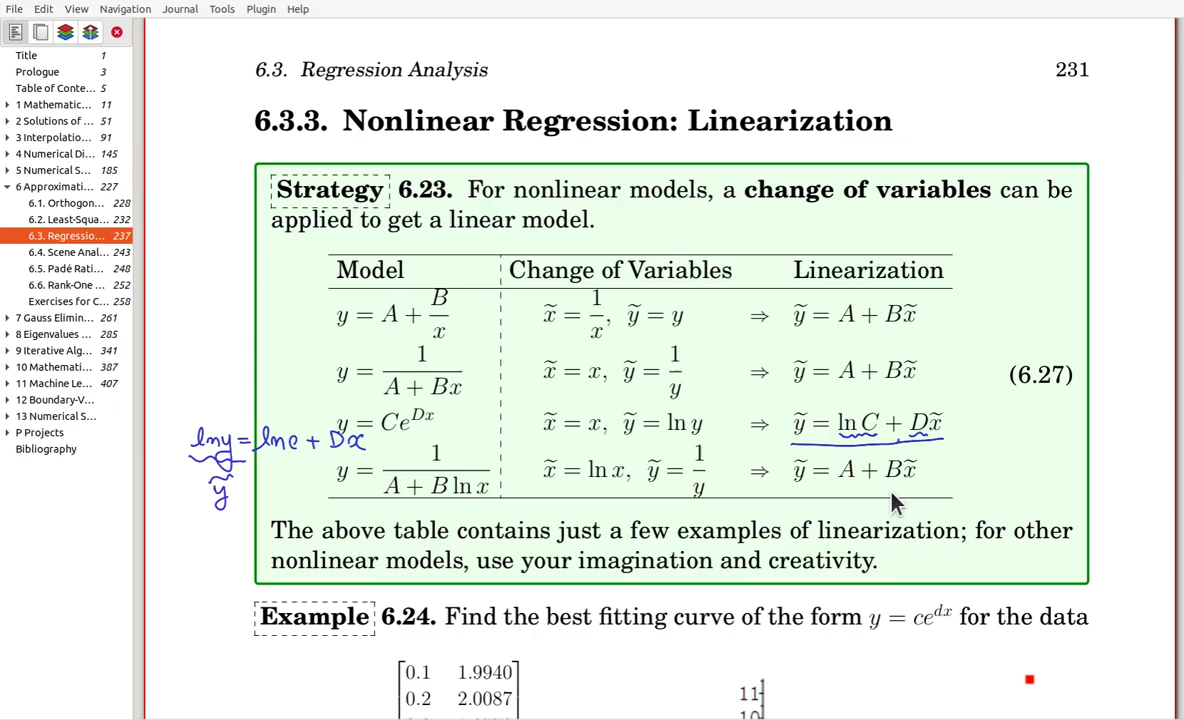 File Edit View Navigation Journal Tools Plugin Help
Title 1
Prologue 3
Table of Conte... 5
1 Mathematic... 11
2 Solutions of ... 51
3 Interpolatio... 91
4 Numerical Di... 145
5 Numerical S... 185
6 Approximati... 227
6.1. Orthogon... 228
6.2. Least-Squa... 232
6.3. Regressio... 237
6.4. Scene Anal... 243
6.5. Padé Rati... 248
6.6. Rank-One ... 252
Exercises for C... 258
7 Gauss Elimin... 261
8 Eigenvalues ... 285
9 Iterative Alg... 341
10 Mathemati... 387
11 Machine Le... 407
12 Boundary-V...
13 Numerical S...
P Projects
Bibliography
6.3. Regression Analysis 231
6.3.3. Nonlinear Regression: Linearization
Strategy 6.23. For nonlinear models, a change of variables can be
applied to get a linear model.
Model Change of Variables Linearization
y = A + B/x x̃ = 1/x, ỹ = y ⇒ ỹ = A + Bx̃
y = 1/(A + Bx) x̃ = x, ỹ = 1/y ⇒ ỹ = A + Bx̃ (6.27)
y = Ce^{Dx} x̃ = x, ỹ = ln y ⇒ ỹ = ln C + Dx̃
ln y = ln c + Dx
ỹ
y = 1/(A + B ln x) x̃ = ln x, ỹ = 1/y ⇒ ỹ = A + Bx̃
The above table contains just a few examples of linearization; for other
nonlinear models, use your imagination and creativity.
Example 6.24. Find the best fitting curve of the form y = ce^{dx} for the data
0.1 1.9940
0.2 2.0087
11